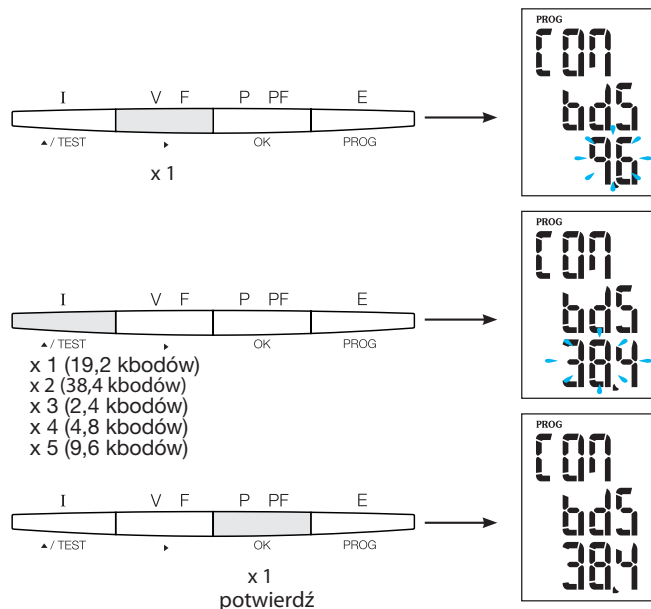 I V F P PF E
▲/ TEST ▸ OK PROG
x 1
PROG
COM
bdS
9.6
I V F P PF E
▲/ TEST ▸ OK PROG
x 1 (19,2 kbodów)
x 2 (38,4 kbodów)
x 3 (2,4 kbodów)
x 4 (4,8 kbodów)
x 5 (9,6 kbodów)
PROG
COM
bdS
38.4
I V F P PF E
▲/ TEST ▸ OK PROG
x 1
potwierdź
PROG
COM
bdS
38.4